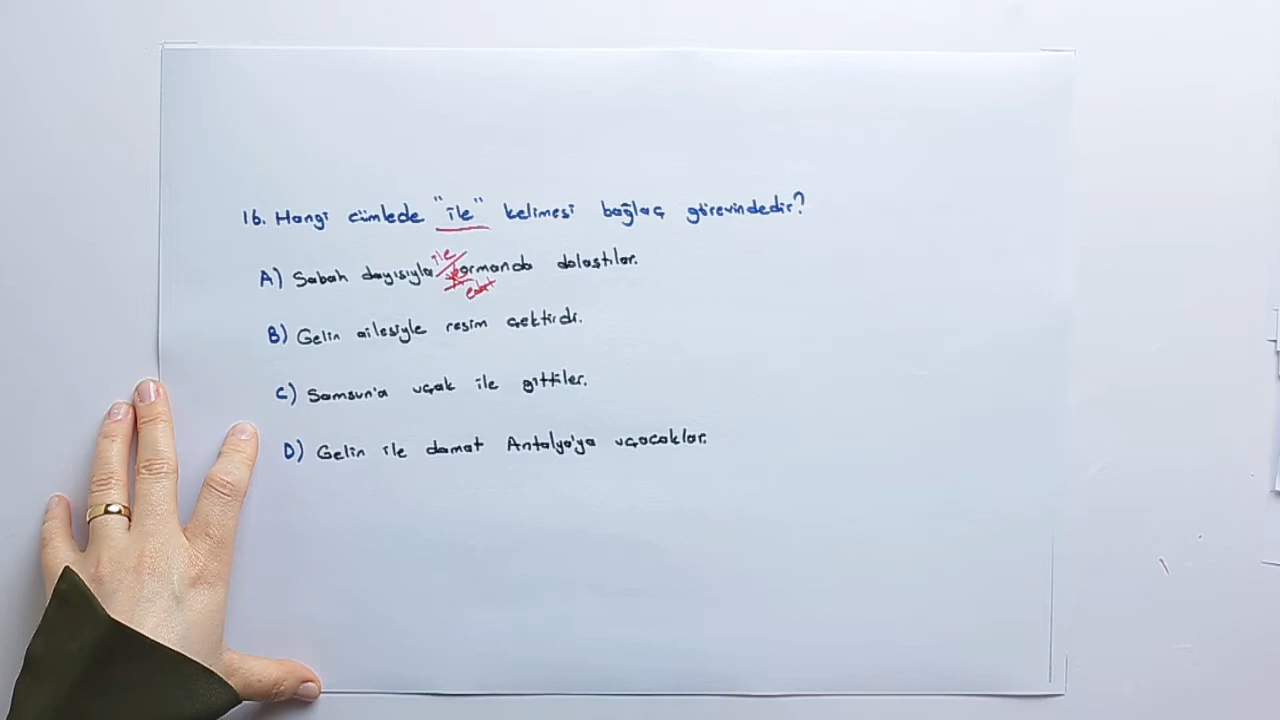 16. Hangi cümlede "ile" kelimesi bağlaç görevindedir?
ile
A) Sabah dayısıyla ormanda dolaştılar.
B) Gelin ailesiyle resim çektirdi.
C) Samsun'a uçak ile gittiler.
D) Gelin ile damat Antalya'ya uçacaklar.